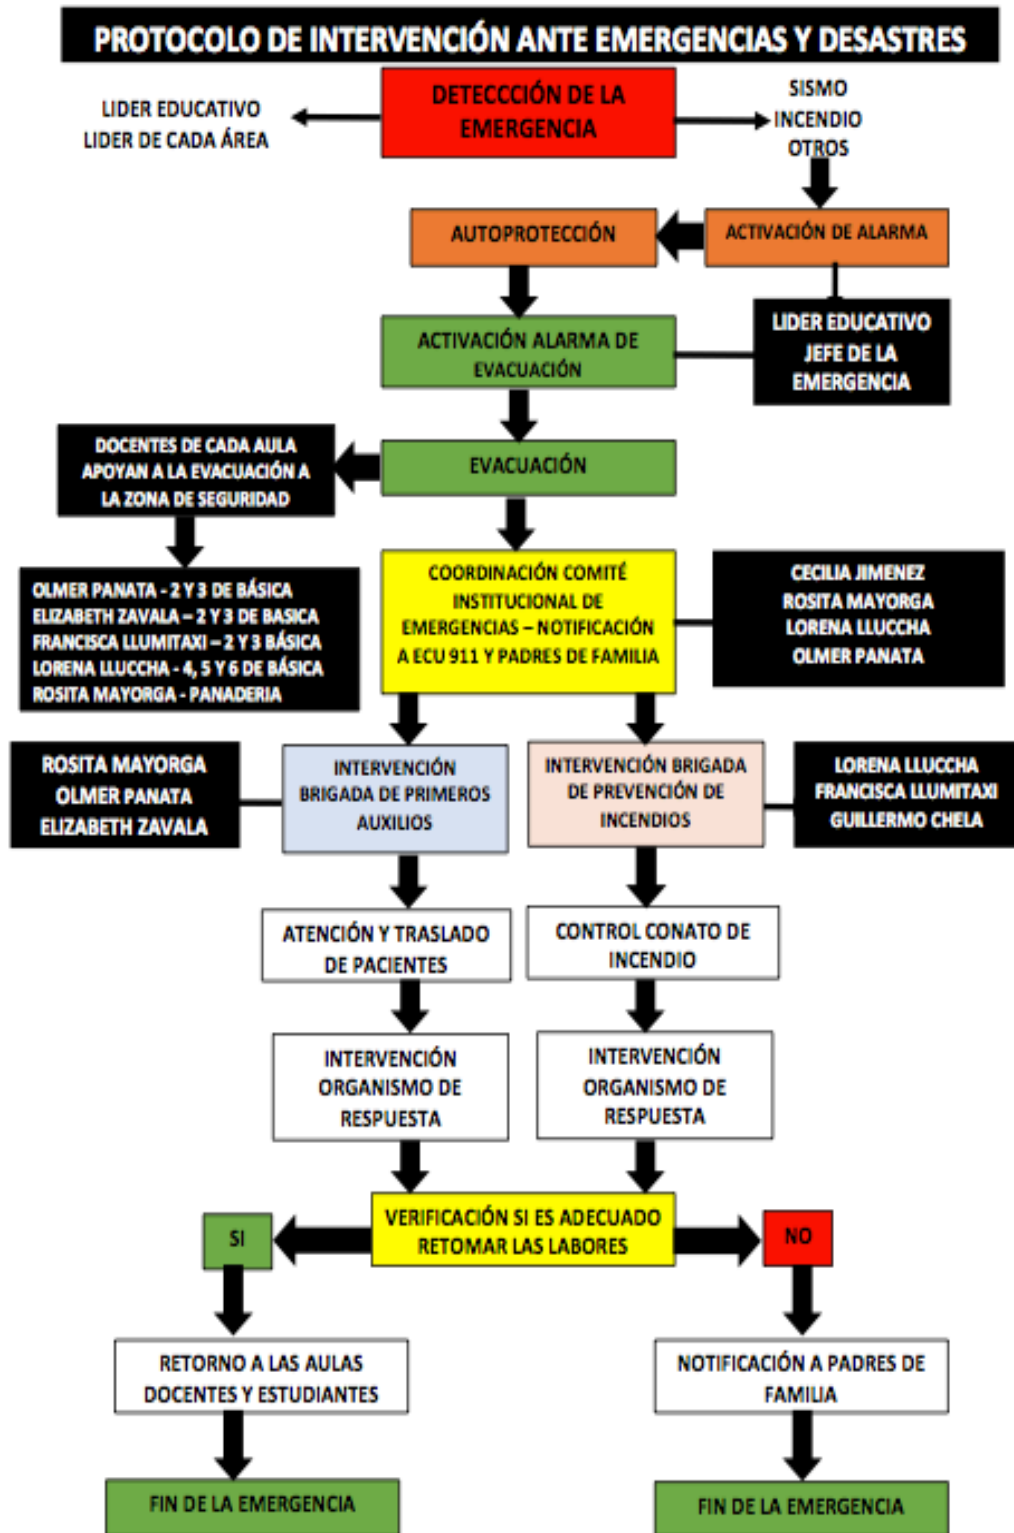 PROTOCOLO DE INTERVENCIÓN ANTE EMERGENCIAS Y DESASTRES
DETECCCIÓN DE LA
EMERGENCIA
LIDER EDUCATIVO
LIDER DE CADA ÁREA
SISMO
INCENDIO
OTROS
ACTIVACIÓN DE ALARMA
AUTOPROTECCIÓN
LIDER EDUCATIVO
JEFE DE LA
EMERGENCIA
ACTIVACIÓN ALARMA DE
EVACUACIÓN
EVACUACIÓN
DOCENTES DE CADA AULA
APOYAN A LA EVACUACIÓN A
LA ZONA DE SEGURIDAD
OLMER PANATA - 2 Y 3 DE BÁSICA
ELIZABETH ZAVALA – 2 Y 3 DE BASICA
FRANCISCA LLUMITAXI – 2 Y 3 BÁSICA
LORENA LLUCCHA - 4, 5 Y 6 DE BÁSICA
ROSITA MAYORGA - PANADERIA
COORDINACIÓN COMITÉ
INSTITUCIONAL DE
EMERGENCIAS – NOTIFICACIÓN
A ECU 911 Y PADRES DE FAMILIA
CECILIA JIMENEZ
ROSITA MAYORGA
LORENA LLUCCHA
OLMER PANATA
ROSITA MAYORGA
OLMER PANATA
ELIZABETH ZAVALA
INTERVENCIÓN
BRIGADA DE PRIMEROS
AUXILIOS
INTERVENCIÓN BRIGADA
DE PREVENCIÓN DE
INCENDIOS
LORENA LLUCCHA
FRANCISCA LLUMITAXI
GUILLERMO CHELA
ATENCIÓN Y TRASLADO
DE PACIENTES
CONTROL CONATO DE
INCENDIO
INTERVENCIÓN
ORGANISMO DE
RESPUESTA
INTERVENCIÓN
ORGANISMO DE
RESPUESTA
VERIFICACIÓN SI ES ADECUADO
RETOMAR LAS LABORES
SI
NO
RETORNO A LAS AULAS
DOCENTES Y ESTUDIANTES
NOTIFICACIÓN A PADRES DE
FAMILIA
FIN DE LA EMERGENCIA
FIN DE LA EMERGENCIA